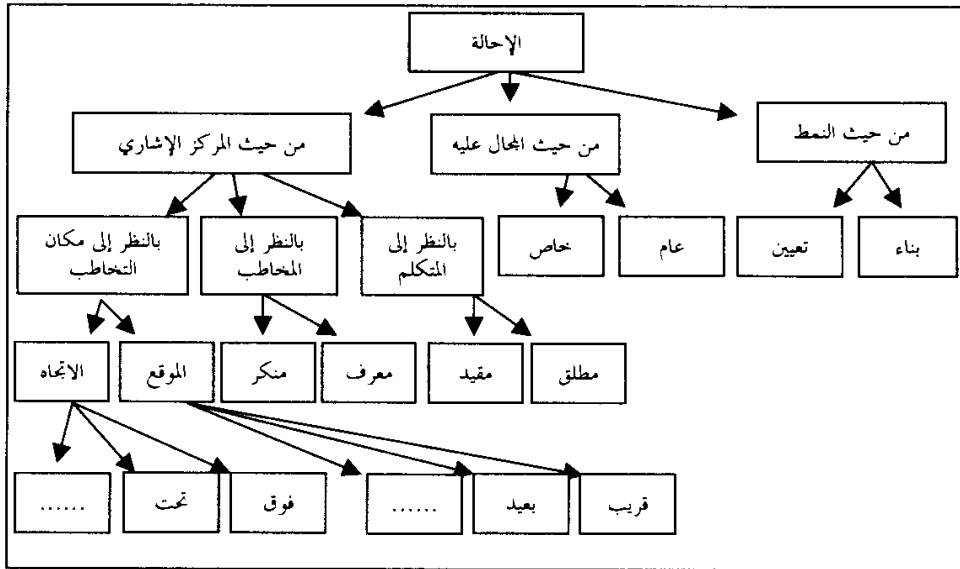 الإحالة
من حيث النمط
من حيث المحال عليه
من حيث المركز الإشاري
بناء
تعيين
عام
خاص
بالنظر إلى
المتكلم
بالنظر إلى
المخاطب
بالنظر إلى مكان
التخاطب
مطلق
مقيد
معرف
منكر
الموقع
الاتجاه
قريب
بعيد
......
فوق
تحت
......